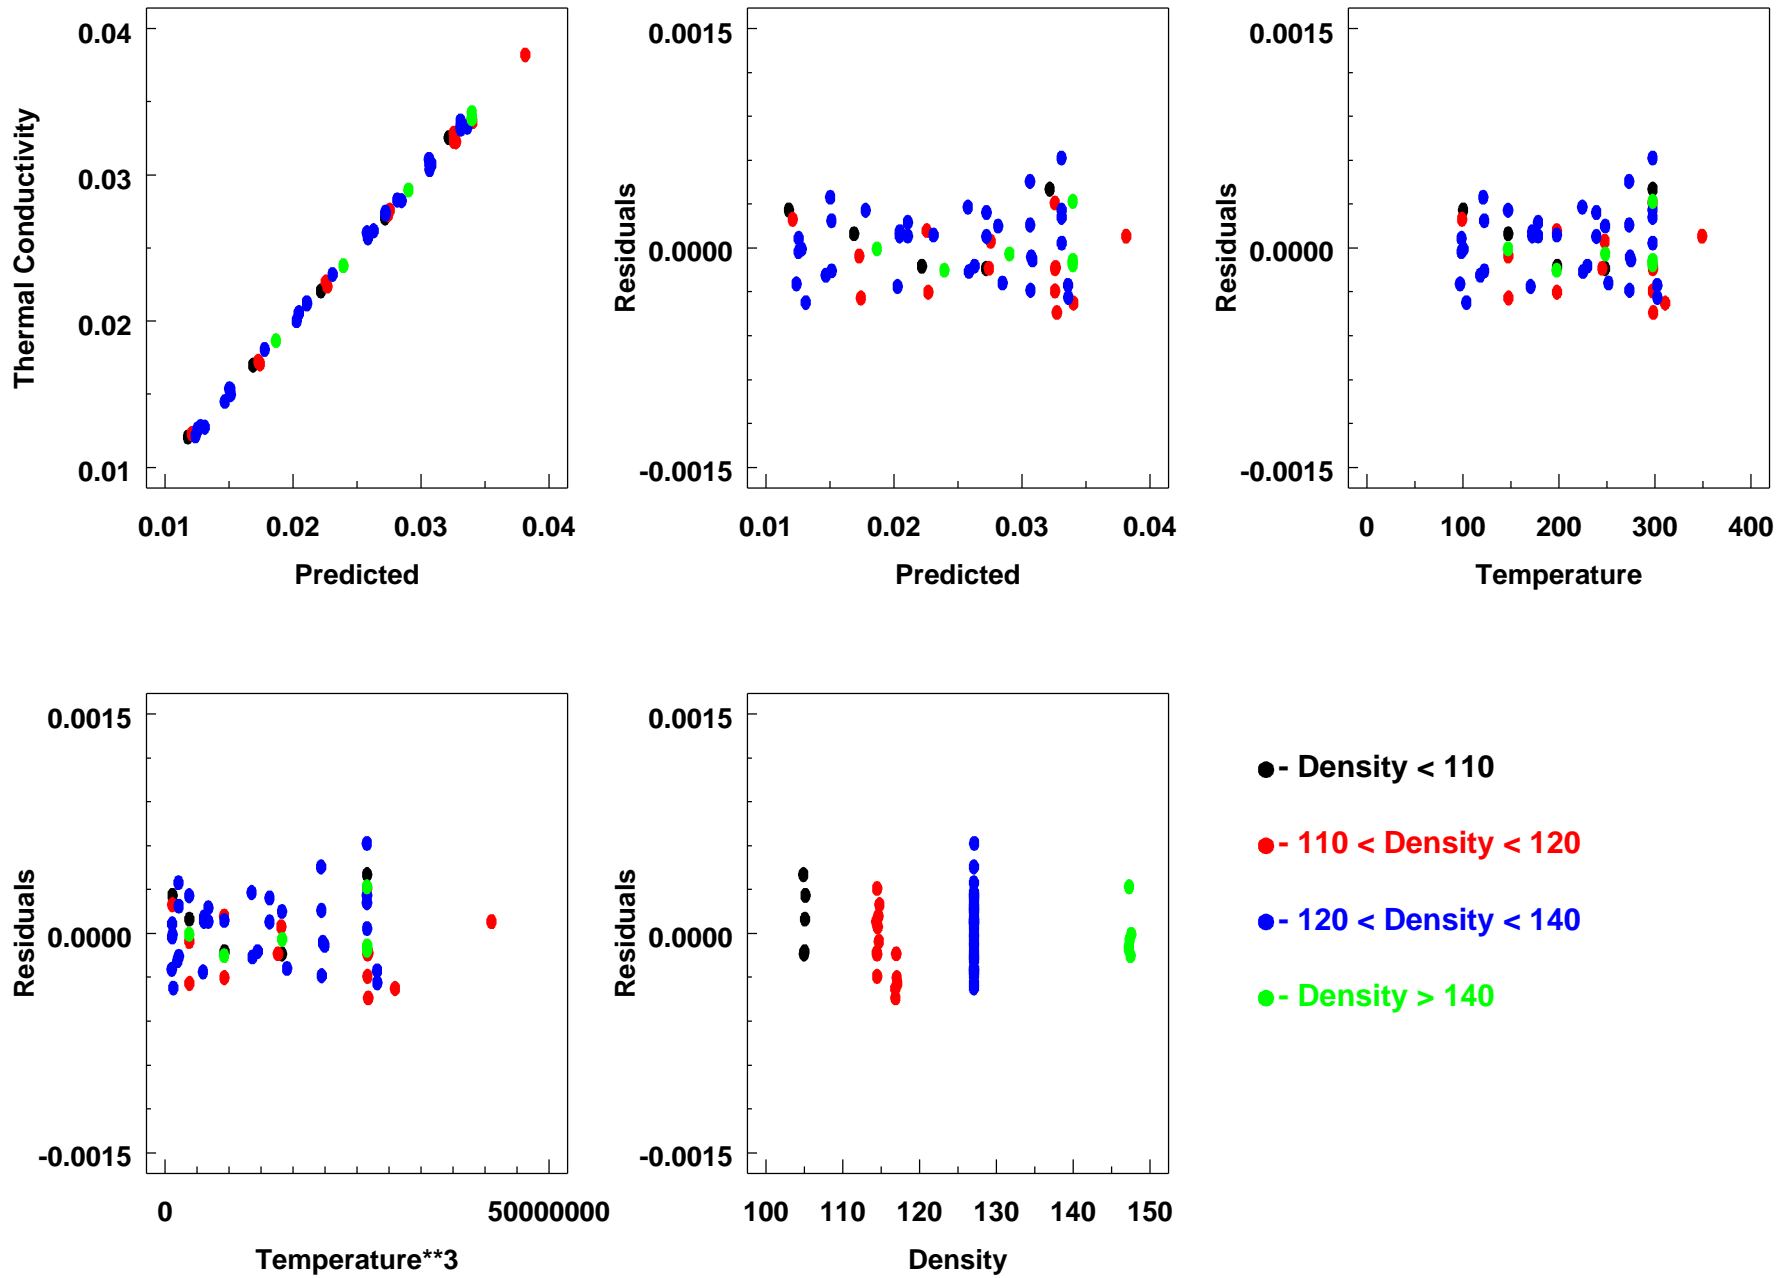 0.04
0.03
0.02
0.01
Thermal Conductivity
0.01 0.02 0.03 0.04
Predicted
0.0015
0.0000
-0.0015
Residuals
0.01 0.02 0.03 0.04
Predicted
0.0015
0.0000
-0.0015
Residuals
0 100 200 300 400
Temperature
0.0015
0.0000
-0.0015
Residuals
0 50000000
Temperature**3
0.0015
0.0000
-0.0015
Residuals
100 110 120 130 140 150
Density
- Density < 110
- 110 < Density < 120
- 120 < Density < 140
- Density > 140